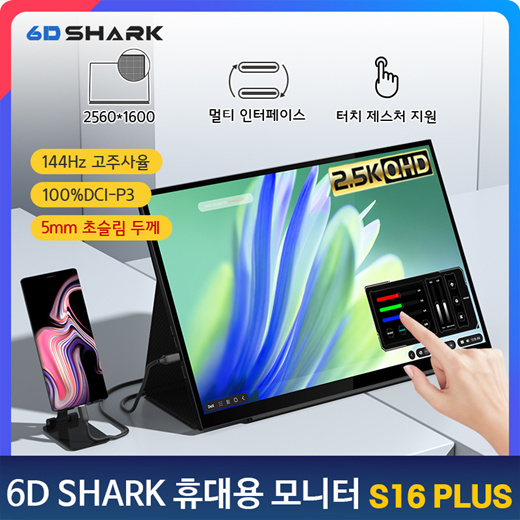 6D SHARK
2560*1600
멀티 인터페이스
터치 제스처 지원
144Hz 고주사율
100%DCI-P3
5mm 초슬림 두께
2.5K QHD
6D SHARK 휴대용 모니터 S16 PLUS